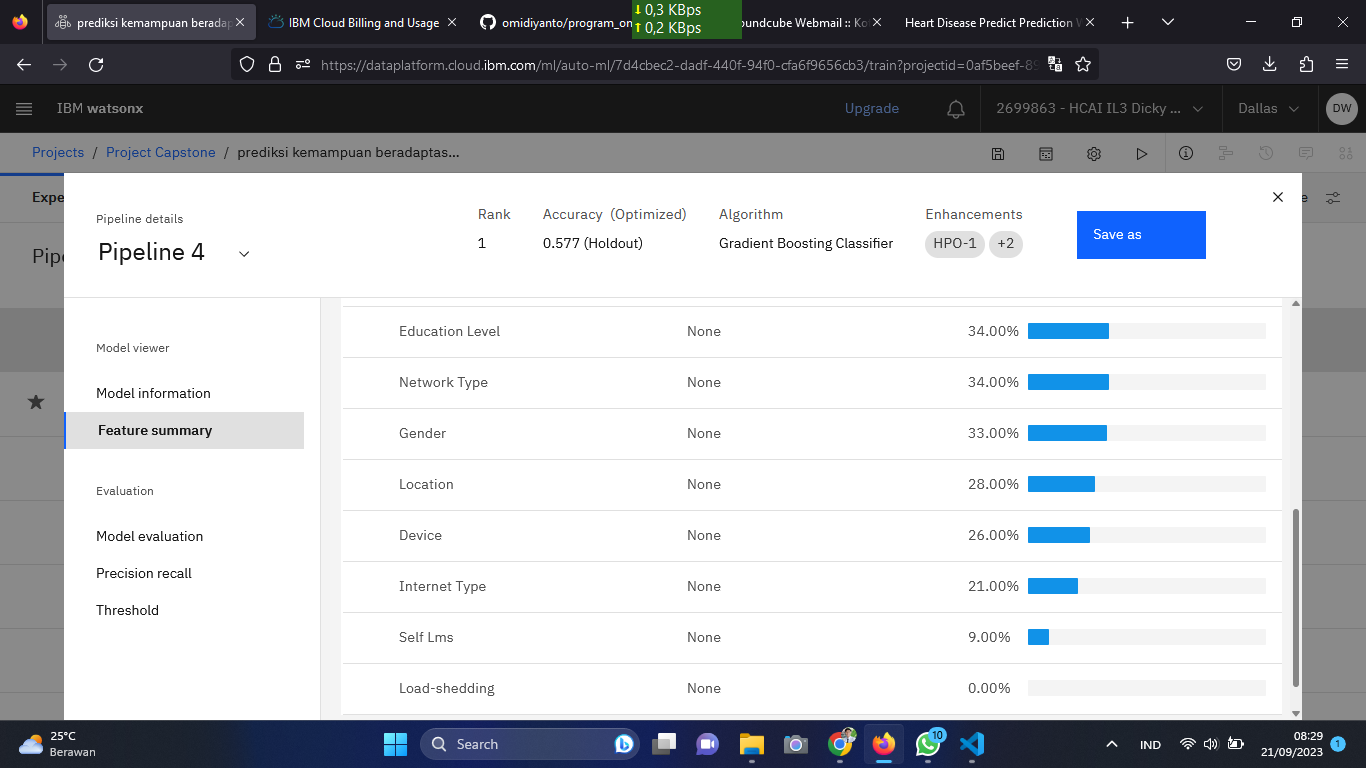 prediksi kemampuan beradap
IBM Cloud Billing and Usage
omidiyanto/program_on
0,3 KBps
0,2 KBps
oundcube Webmail :: Ko
Heart Disease Predict Prediction W
https://dataplatform.cloud.ibm.com/ml/auto-ml/7d4cbec2-dadf-440f-94f0-cfa6f9656cb3/train?projectid=0af5beef-89
IBM watsonx
Upgrade
2699863 - HCAI IL3 Dicky ...
Dallas
DW
Projects / Project Capstone / prediksi kemampuan beradaptas...
Expe
e
Pipe
Pipeline details
Pipeline 4
Rank
1
Accuracy (Optimized)
0.577 (Holdout)
Algorithm
Gradient Boosting Classifier
Enhancements
HPO-1 +2
Save as
Model viewer
Model information
Feature summary
Evaluation
Model evaluation
Precision recall
Threshold
Education Level None 34.00%
Network Type None 34.00%
Gender None 33.00%
Location None 28.00%
Device None 26.00%
Internet Type None 21.00%
Self Lms None 9.00%
Load-shedding None 0.00%
25°C
Berawan
Search
10
IND
08:29
21/09/2023
1